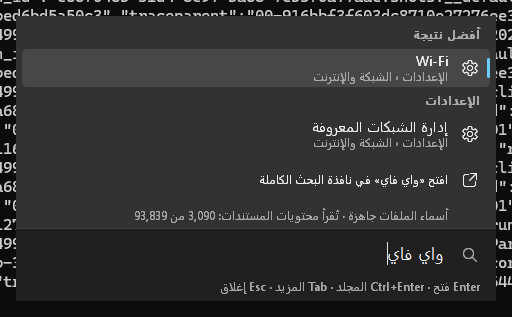 أفضل نتيجة
Wi-Fi
الإعدادات › الشبكة والإنترنت
الإعدادات
إدارة الشبكات المعروفة
الإعدادات › الشبكة والإنترنت
افتح «واي فاي» في نافذة البحث الكاملة
أسماء الملفات جاهزة · تُقرأ محتويات المستندات: 3,090 من 93,839
واي فاي
Enter فتح · Ctrl+Enter المجلد · Tab المزيد · Esc إغلاق